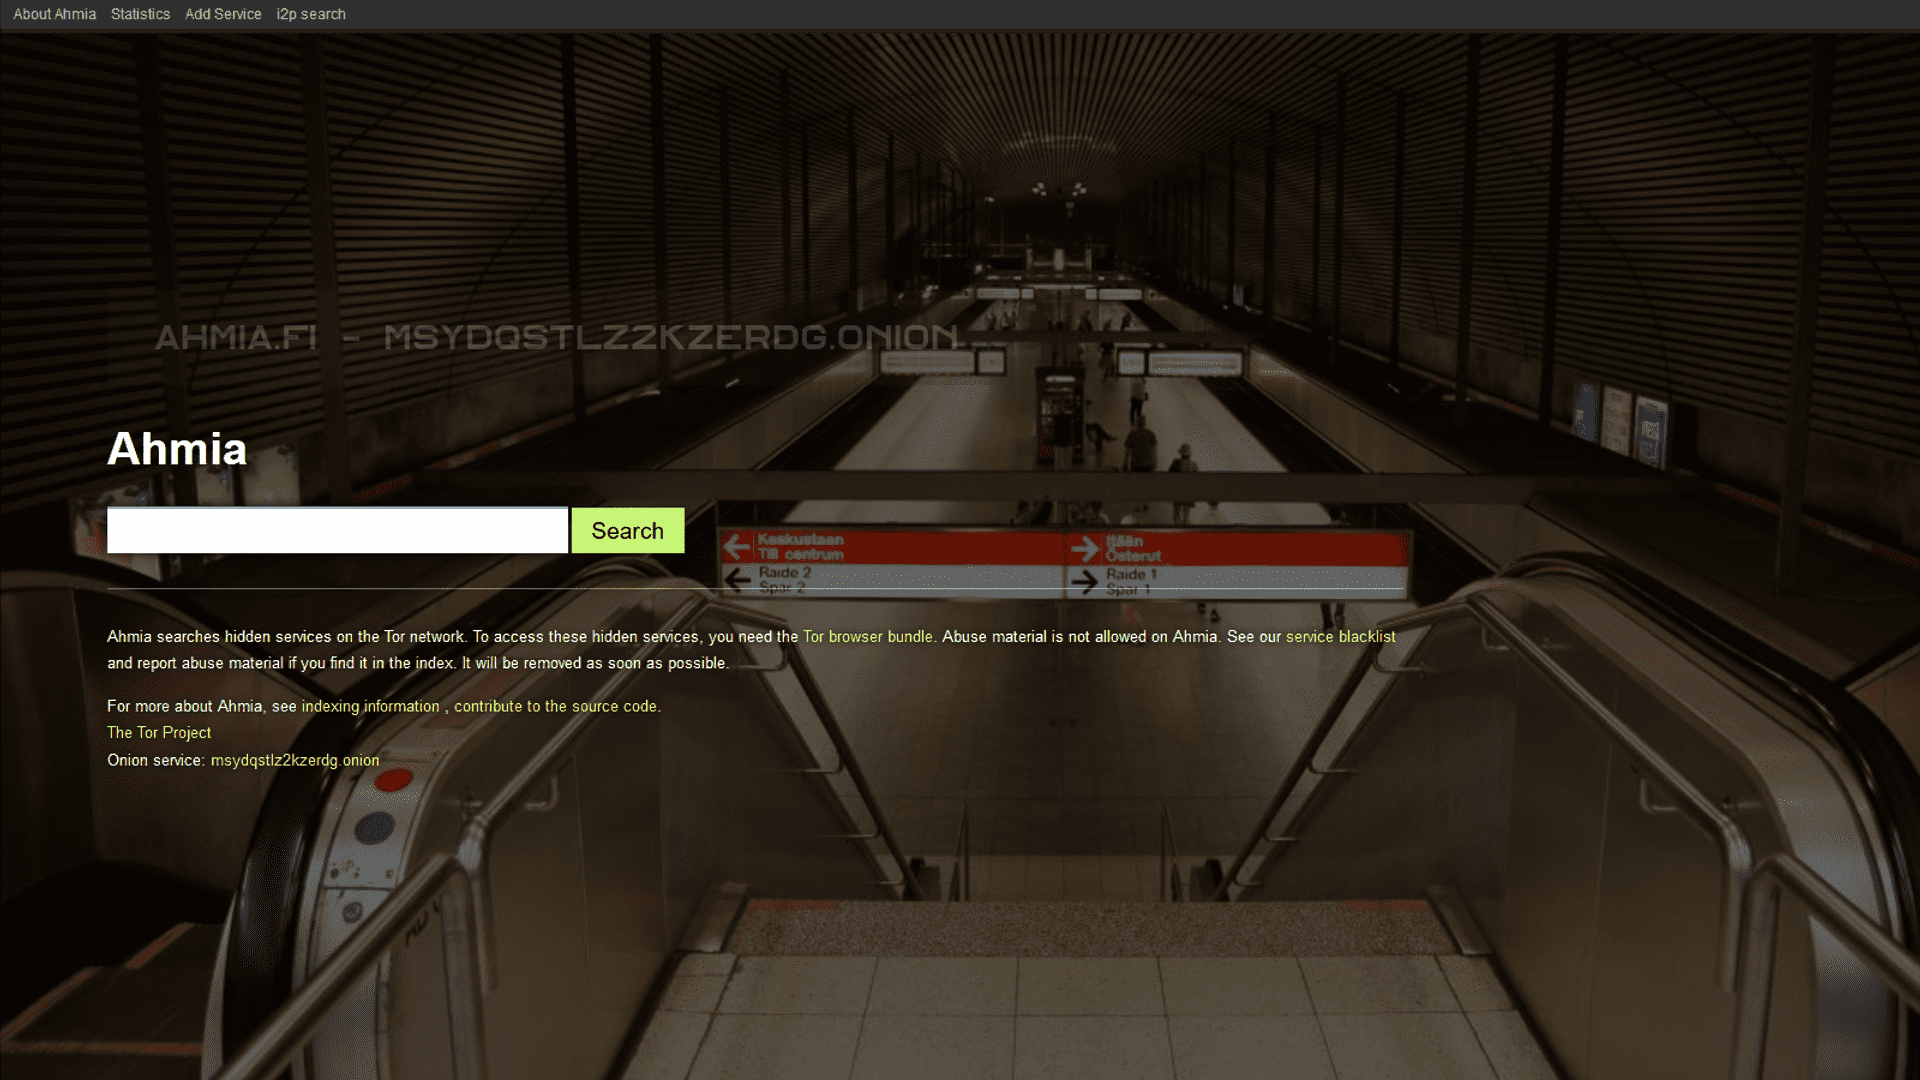 About Ahmia Statistics Add Service i2p search
AHMIA.FI - MSYDQSTLZ2KZERDG.ONION
Ahmia
Search
Keskustaan
Till centrum
Itään
Österut
Raide 2
Spår 2
Raide 1
Spår 1
Ahmia searches hidden services on the Tor network. To access these hidden services, you need the Tor browser bundle. Abuse material is not allowed on Ahmia. See our service blacklist
and report abuse material if you find it in the index. It will be removed as soon as possible.
For more about Ahmia, see indexing information , contribute to the source code.
The Tor Project
Onion service: msydqstlz2kzerdg.onion